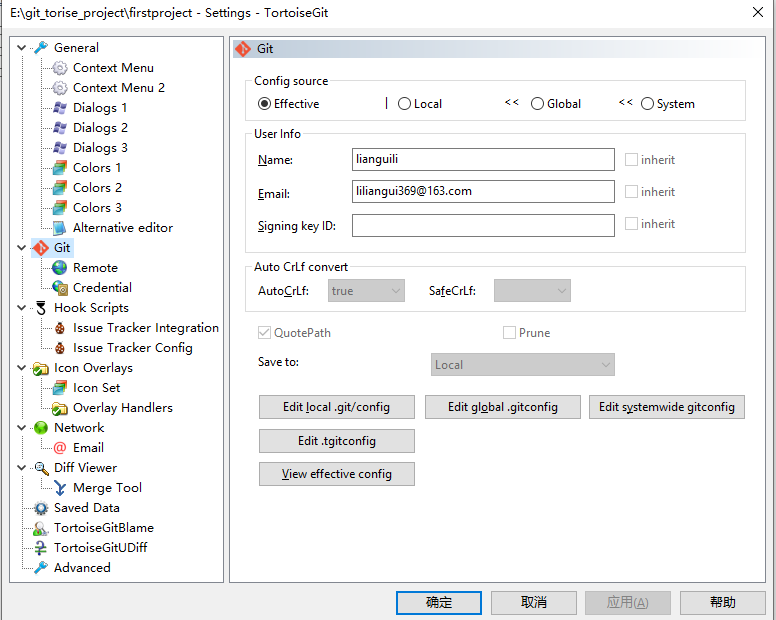 E:\git_torise_project\firstproject - Settings - TortoiseGit
General
Context Menu
Context Menu 2
Dialogs 1
Dialogs 2
Dialogs 3
Colors 1
Colors 2
Colors 3
Alternative editor
Git
Remote
Credential
Hook Scripts
Issue Tracker Integration
Issue Tracker Config
Icon Overlays
Icon Set
Overlay Handlers
Network
Email
Diff Viewer
Merge Tool
Saved Data
TortoiseGitBlame
TortoiseGitUDiff
Advanced
Git
Config source
Effective | Local << Global << System
User Info
Name: lianguili inherit
Email: liliangui369@163.com inherit
Signing key ID: inherit
Auto CrLf convert
AutoCrLf: true SafeCrLf:
QuotePath Prune
Save to: Local
Edit local .git/config Edit global .gitconfig Edit systemwide gitconfig
Edit .tgitconfig
View effective config
确定 取消 应用(A) 帮助